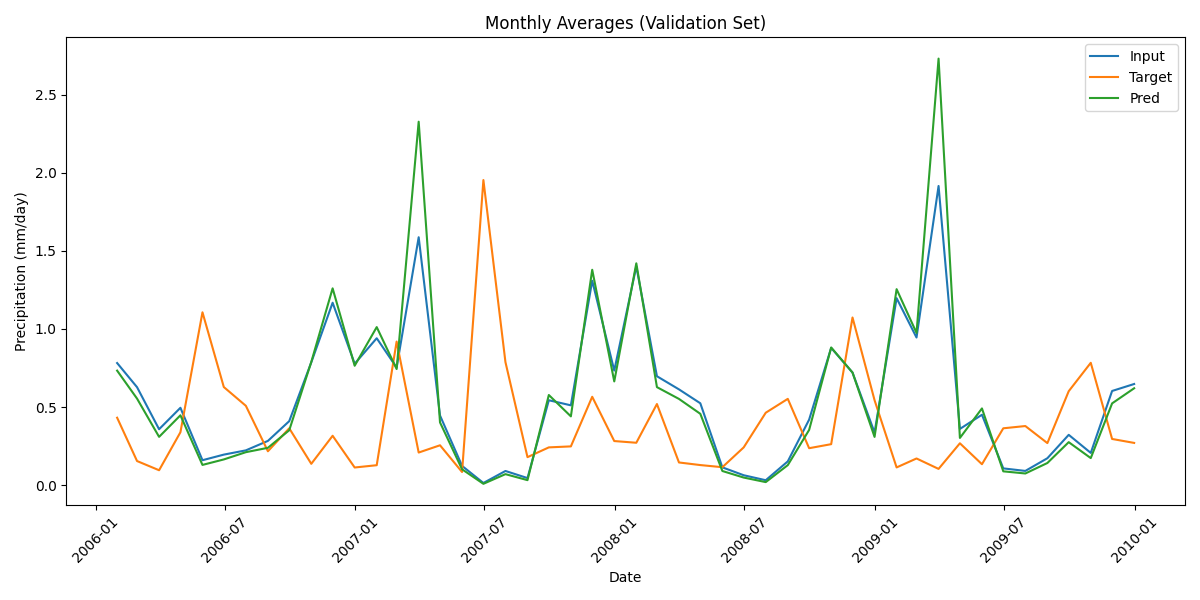 Monthly Averages (Validation Set)
Input
Target
Pred
Precipitation (mm/day)
2.5
2.0
1.5
1.0
0.5
0.0
2006-01
2006-07
2007-01
2007-07
2008-01
2008-07
2009-01
2009-07
2010-01
Date